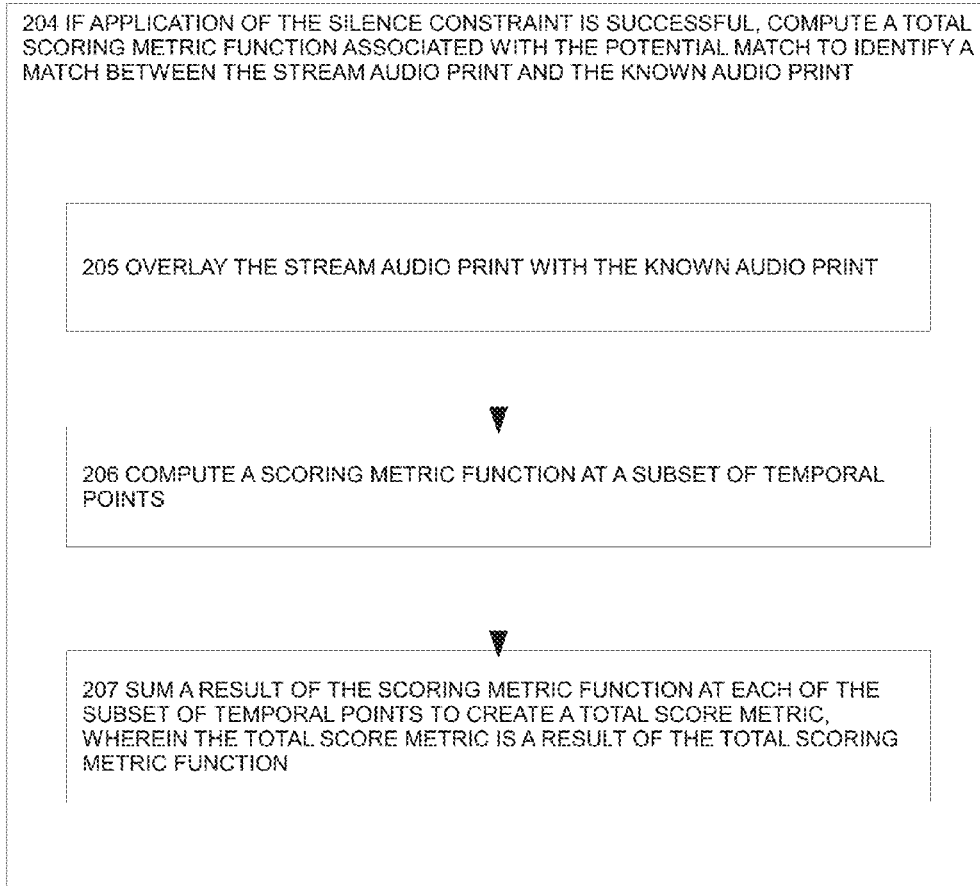 204 IF APPLICATION OF THE SILENCE CONSTRAINT IS SUCCESSFUL, COMPUTE A TOTAL
SCORING METRIC FUNCTION ASSOCIATED WITH THE POTENTIAL MATCH TO IDENTIFY A
MATCH BETWEEN THE STREAM AUDIO PRINT AND THE KNOWN AUDIO PRINT
205 OVERLAY THE STREAM AUDIO PRINT WITH THE KNOWN AUDIO PRINT
206 COMPUTE A SCORING METRIC FUNCTION AT A SUBSET OF TEMPORAL
POINTS
207 SUM A RESULT OF THE SCORING METRIC FUNCTION AT EACH OF THE
SUBSET OF TEMPORAL POINTS TO CREATE A TOTAL SCORE METRIC,
WHEREIN THE TOTAL SCORE METRIC IS A RESULT OF THE TOTAL SCORING
METRIC FUNCTION